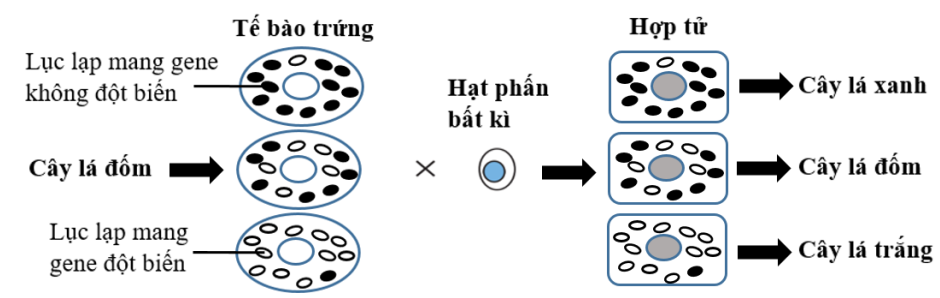 Tế bào trứng
Hợp tử
Lục lạp mang gene
không đột biến
Hạt phấn
bất kì
Cây lá xanh
Cây lá đốm
×
Cây lá đốm
Lục lạp mang
gene đột biến
Cây lá trắng